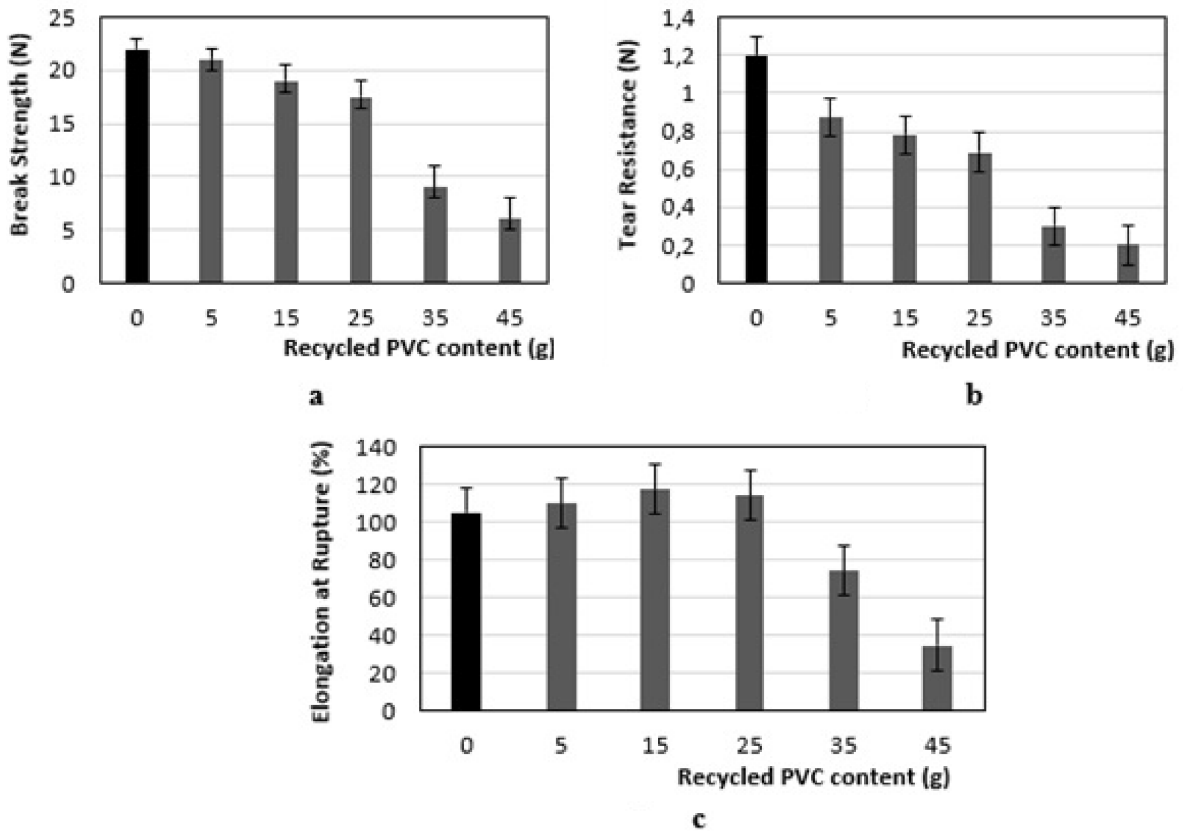 Break Strength (N)
25
20
15
10
5
0
0 5 15 25 35 45
Recycled PVC content (g)
a
Tear Resistance (N)
1,4
1,2
1
0,8
0,6
0,4
0,2
0
0 5 15 25 35 45
Recycled PVC content (g)
b
Elongation at Rupture (%)
140
120
100
80
60
40
20
0
0 5 15 25 35 45
Recycled PVC content (g)
c